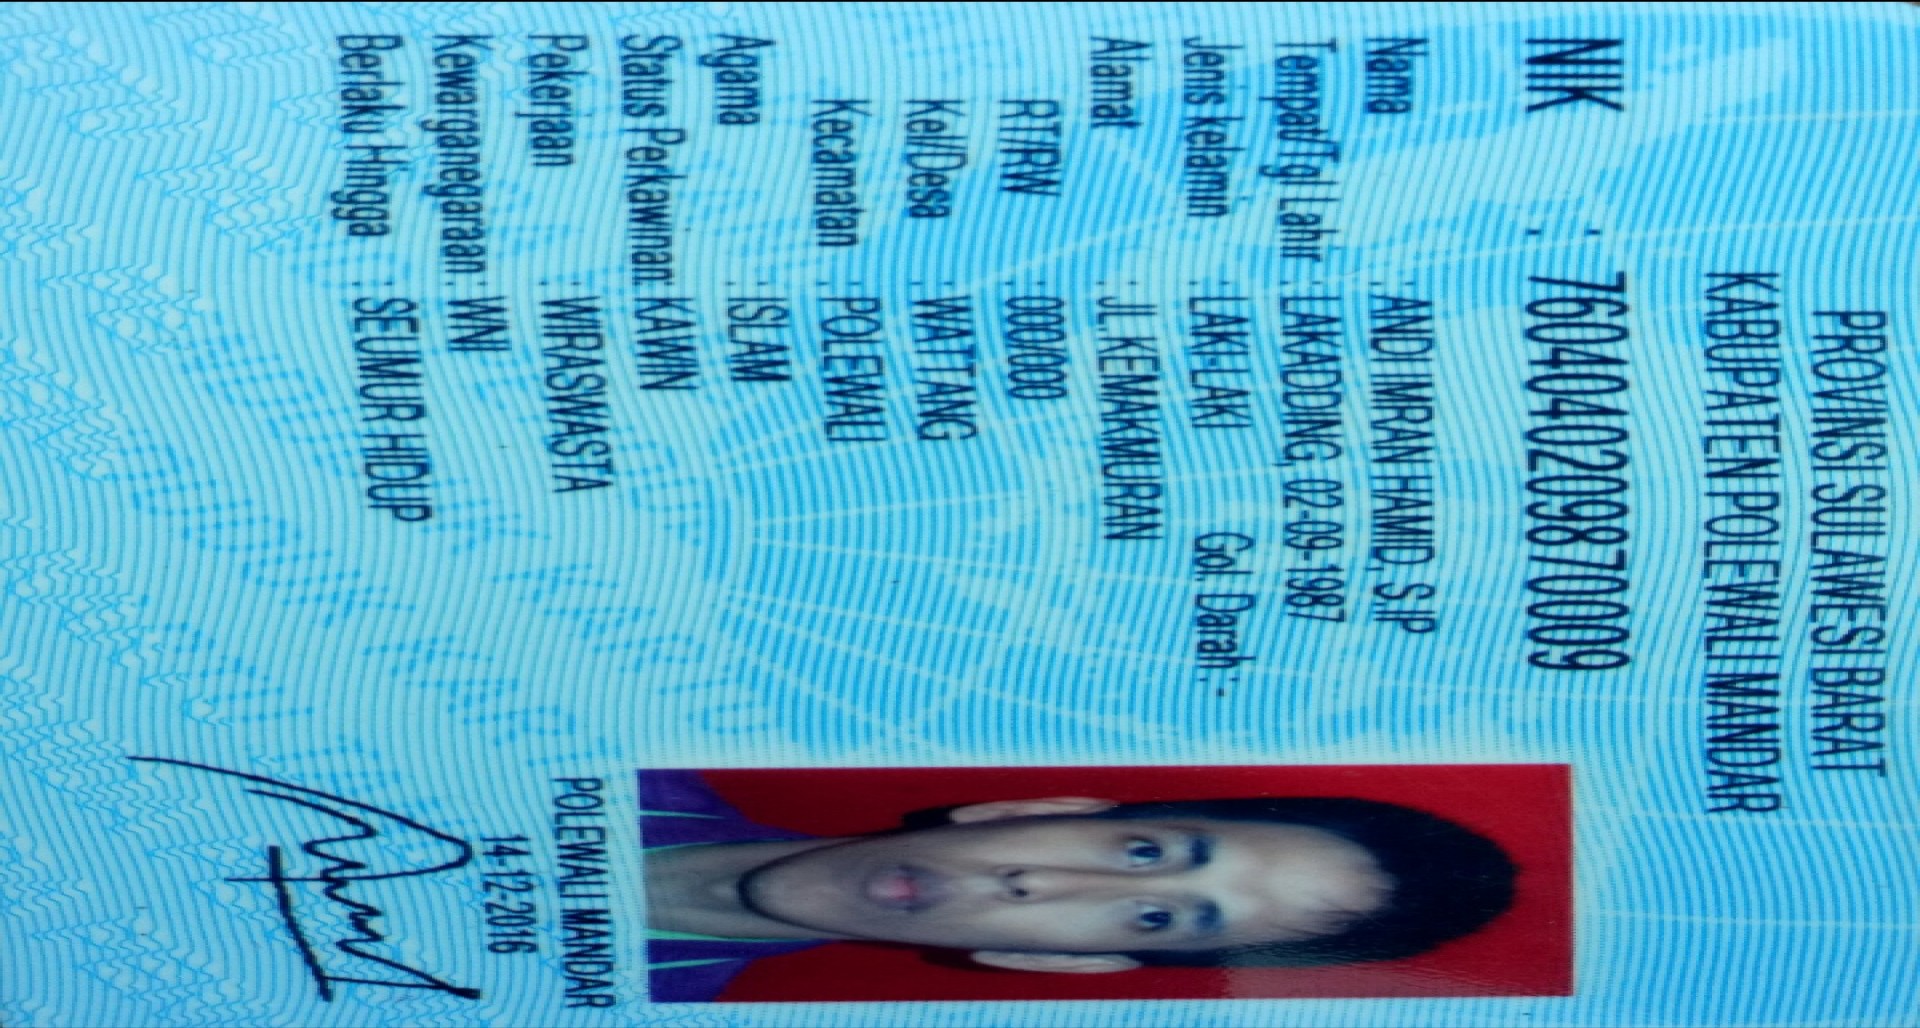 PROVINSI SULAWESI BARAT
KABUPATEN POLEWALI MANDAR
NIK : 7604040209870009
Nama : ANDI IMRAN HAMID, S.IP
Tempat/Tgl Lahir : LAKADDING, 02-09-1987
Jenis kelamin : LAKI-LAKI Gol. Darah : -
Alamat : JL. KEMAKMURAN
RT/RW : 000/000
Kel/Desa : WATTANG
Kecamatan : POLEWALI
Agama : ISLAM
Status Perkawinan: KAWIN
Pekerjaan : WIRASWASTA
Kewarganegaraan: WNI
Berlaku Hingga : SEUMUR HIDUP
POLEWALI MANDAR
14-12-2016